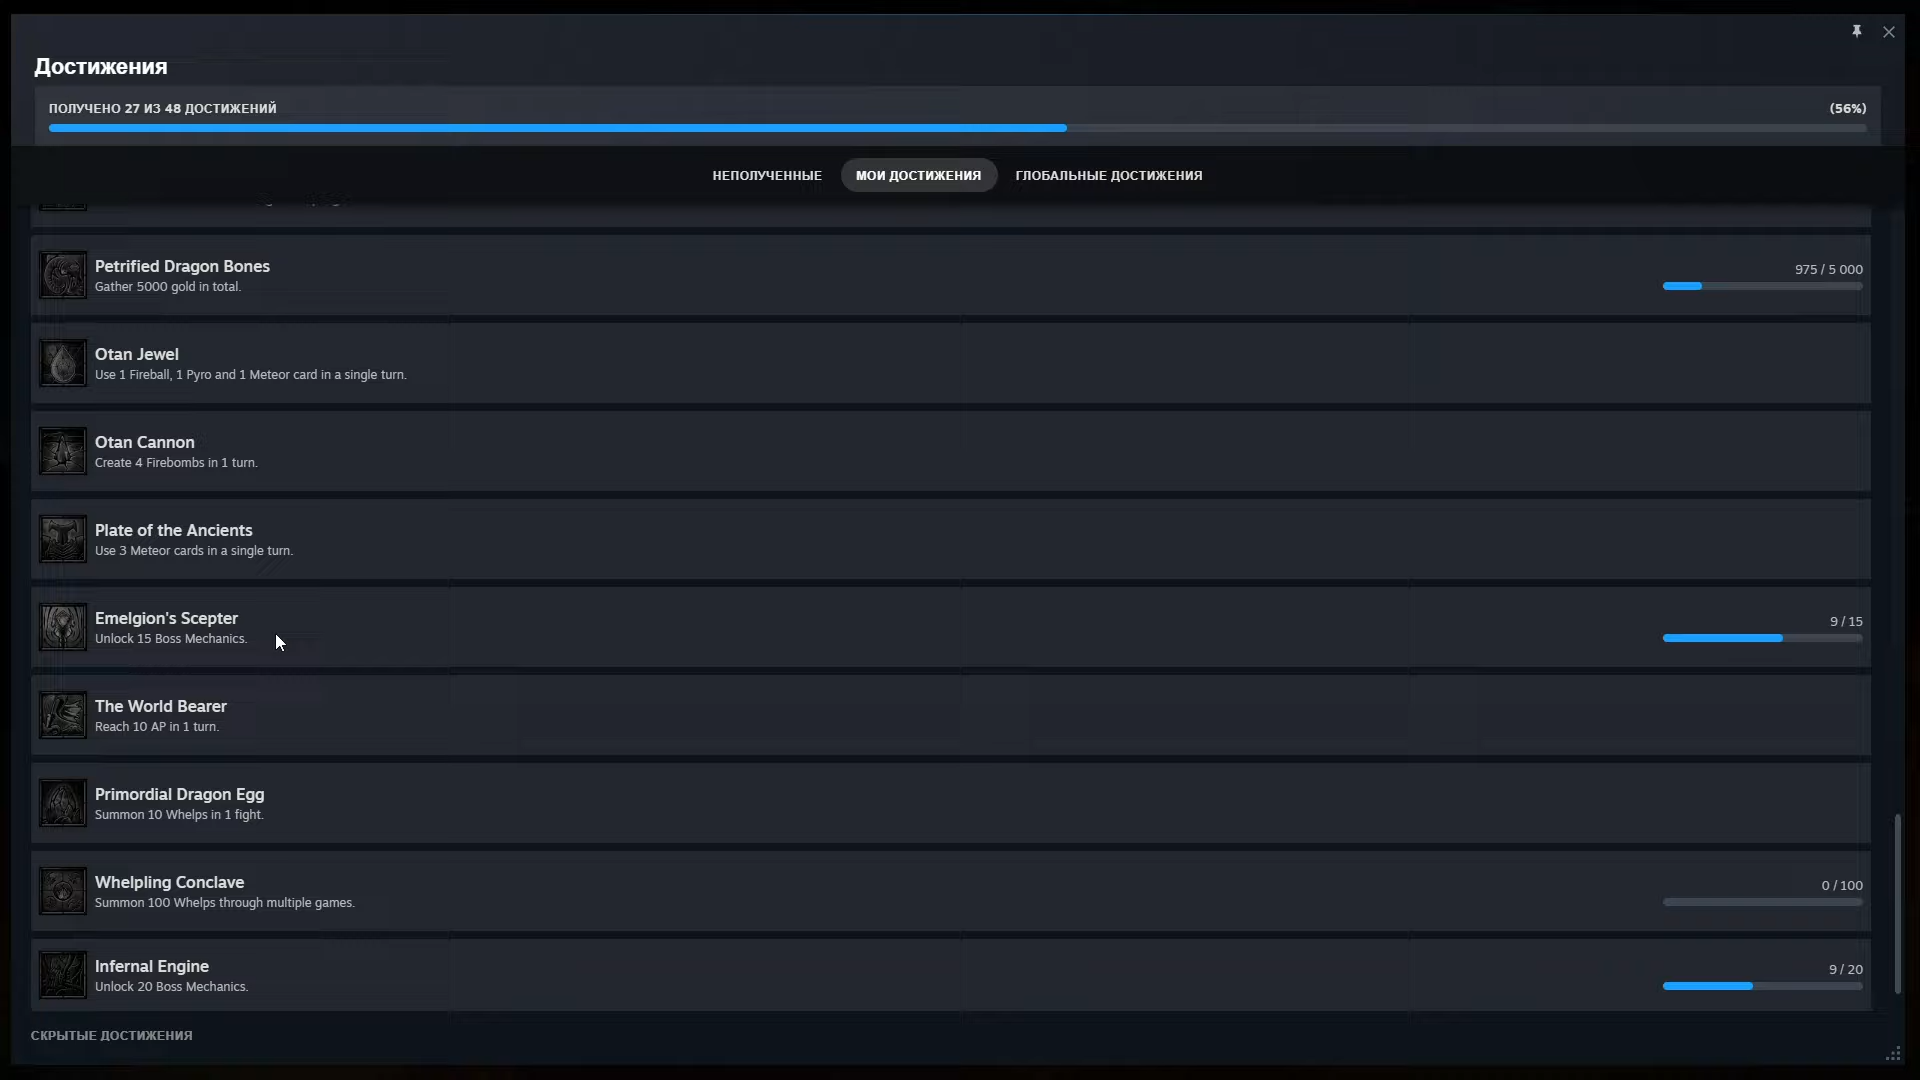 Достижения
ПОЛУЧЕНО 27 ИЗ 48 ДОСТИЖЕНИЙ
(56%)
НЕПОЛУЧЕННЫЕ
МОИ ДОСТИЖЕНИЯ
ГЛОБАЛЬНЫЕ ДОСТИЖЕНИЯ
Petrified Dragon Bones
Gather 5000 gold in total.
975 / 5 000
Otan Jewel
Use 1 Fireball, 1 Pyro and 1 Meteor card in a single turn.
Otan Cannon
Create 4 Firebombs in 1 turn.
Plate of the Ancients
Use 3 Meteor cards in a single turn.
Emelgion's Scepter
Unlock 15 Boss Mechanics.
9 / 15
The World Bearer
Reach 10 AP in 1 turn.
Primordial Dragon Egg
Summon 10 Whelps in 1 fight.
Whelpling Conclave
Summon 100 Whelps through multiple games.
0 / 100
Infernal Engine
Unlock 20 Boss Mechanics.
9 / 20
СКРЫТЫЕ ДОСТИЖЕНИЯ